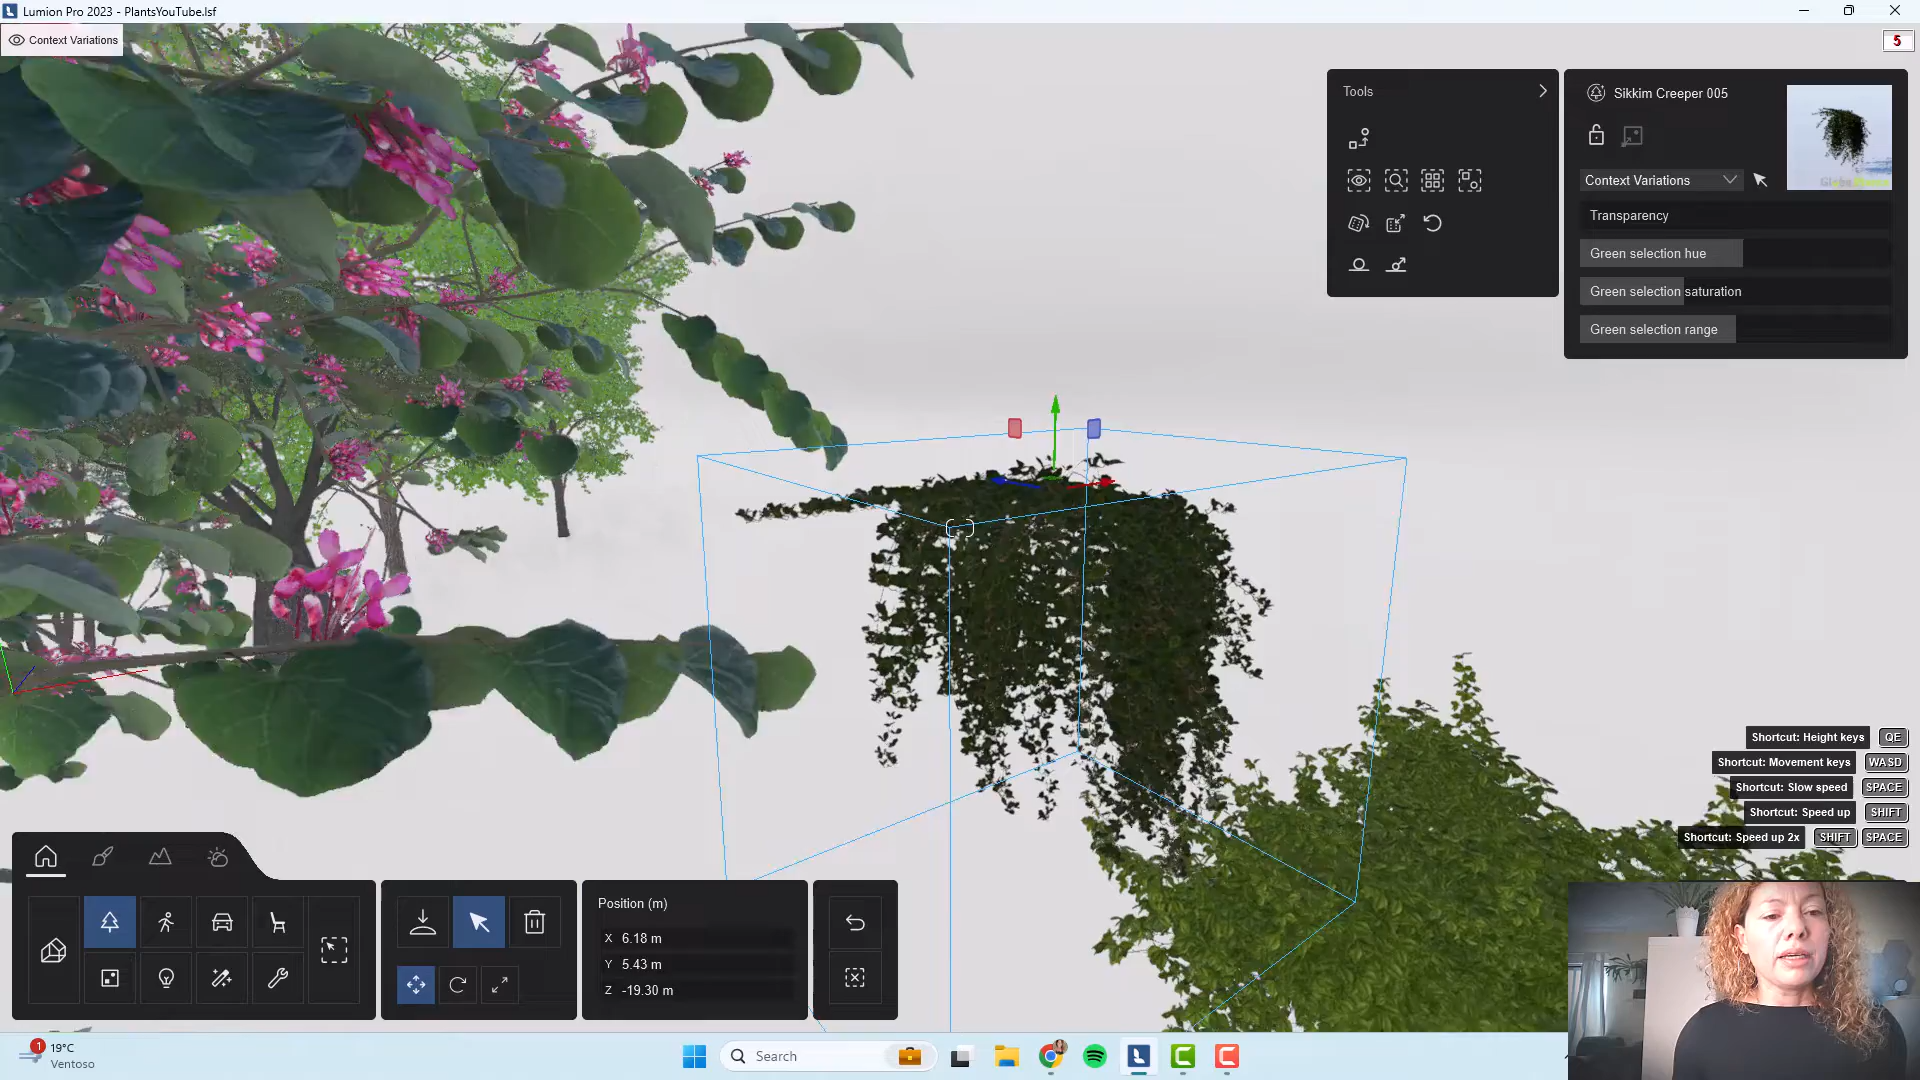 Lumion Pro 2023 - PlantsYouTube.lsf
Context Variations
5
Tools
Sikkim Creeper 005
Context Variations
Transparency
Green selection hue
Green selection saturation
Green selection range
Shortcut: Height keys QE
Shortcut: Movement keys WASD
Shortcut: Slow speed SPACE
Shortcut: Speed up SHIFT
Shortcut: Speed up 2x SHIFT SPACE
Position (m)
X 6.18 m
Y 5.43 m
Z -19.30 m
1
19°C
Ventoso
Search